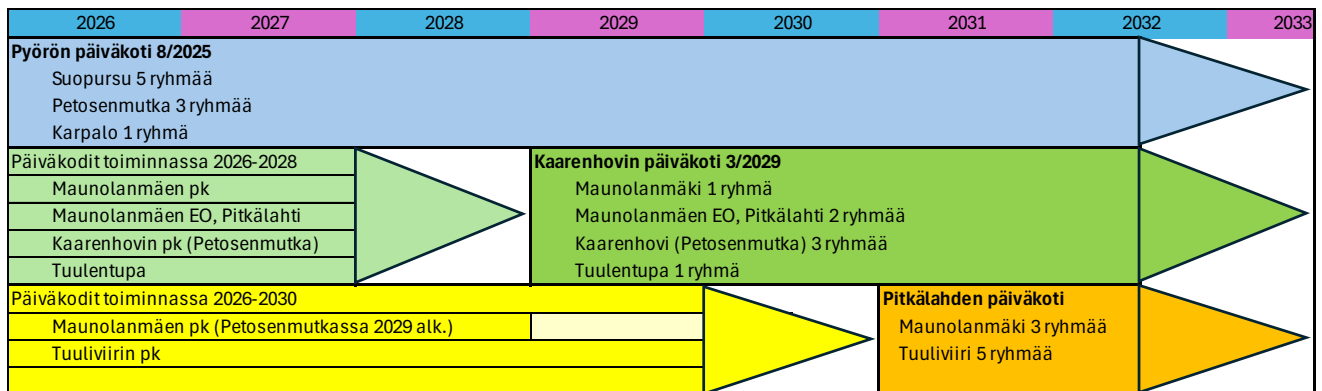 2026 2027 2028 2029 2030 2031 2032 2033
Pyörön päiväkoti 8/2025
Suopursu 5 ryhmää
Petosenmutka 3 ryhmää
Karpalo 1 ryhmä
Päiväkodit toiminnassa 2026-2028
Maunolanmäen pk
Maunolanmäen EO, Pitkälahti
Kaarenhovin pk (Petosenmutka)
Tuulentupa
Kaarenhovin päiväkoti 3/2029
Maunolanmäki 1 ryhmä
Maunolanmäen EO, Pitkälahti 2 ryhmää
Kaarenhovi (Petosenmutka) 3 ryhmää
Tuulentupa 1 ryhmä
Päiväkodit toiminnassa 2026-2030
Maunolanmäen pk (Petosenmutkassa 2029 alk.)
Tuuliviirin pk
Pitkälahden päiväkoti
Maunolanmäki 3 ryhmää
Tuuliviiri 5 ryhmää